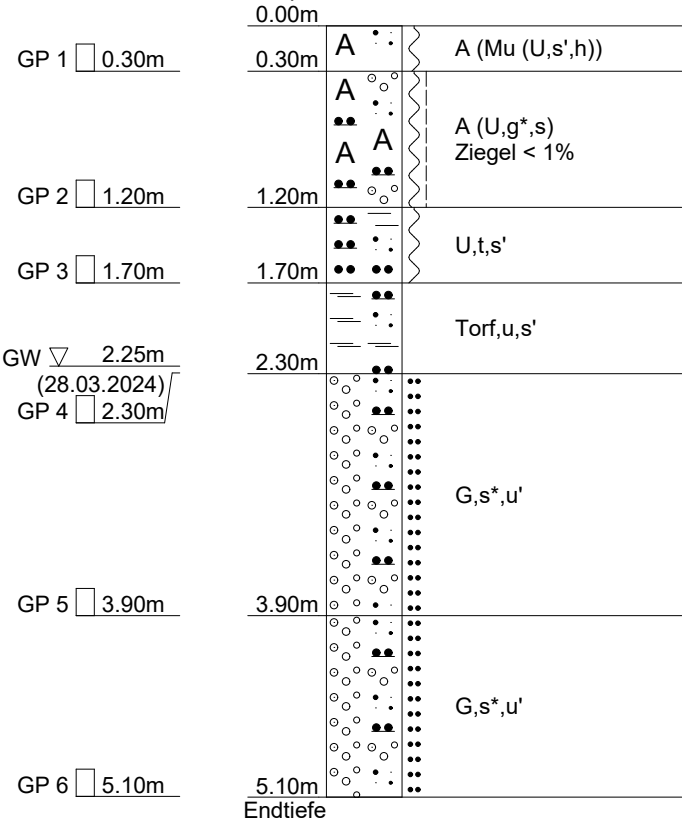 0.00m
GP 1 0.30m 0.30m A (Mu (U,s',h))
A
A
A (U,g*,s)
Ziegel < 1%
A
A
GP 2 1.20m 1.20m
U,t,s'
GP 3 1.70m 1.70m
Torf,u,s'
GW 2.25m 2.30m
(28.03.2024)
GP 4 2.30m
G,s*,u'
GP 5 3.90m 3.90m
G,s*,u'
GP 6 5.10m 5.10m
Endtiefe